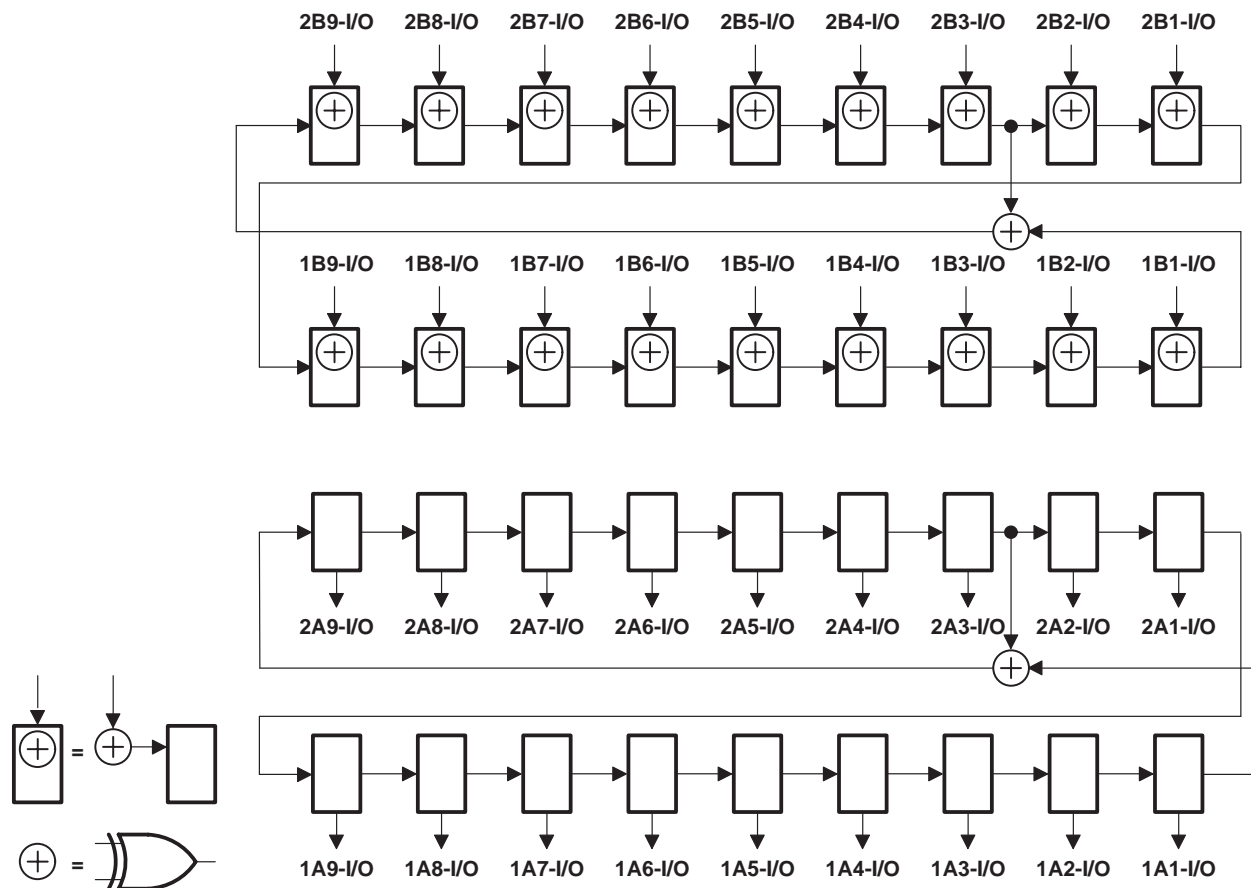 2B9-I/O 2B8-I/O 2B7-I/O 2B6-I/O 2B5-I/O 2B4-I/O 2B3-I/O 2B2-I/O 2B1-I/O
1B9-I/O 1B8-I/O 1B7-I/O 1B6-I/O 1B5-I/O 1B4-I/O 1B3-I/O 1B2-I/O 1B1-I/O
2A9-I/O 2A8-I/O 2A7-I/O 2A6-I/O 2A5-I/O 2A4-I/O 2A3-I/O 2A2-I/O 2A1-I/O
=
=
1A9-I/O 1A8-I/O 1A7-I/O 1A6-I/O 1A5-I/O 1A4-I/O 1A3-I/O 1A2-I/O 1A1-I/O